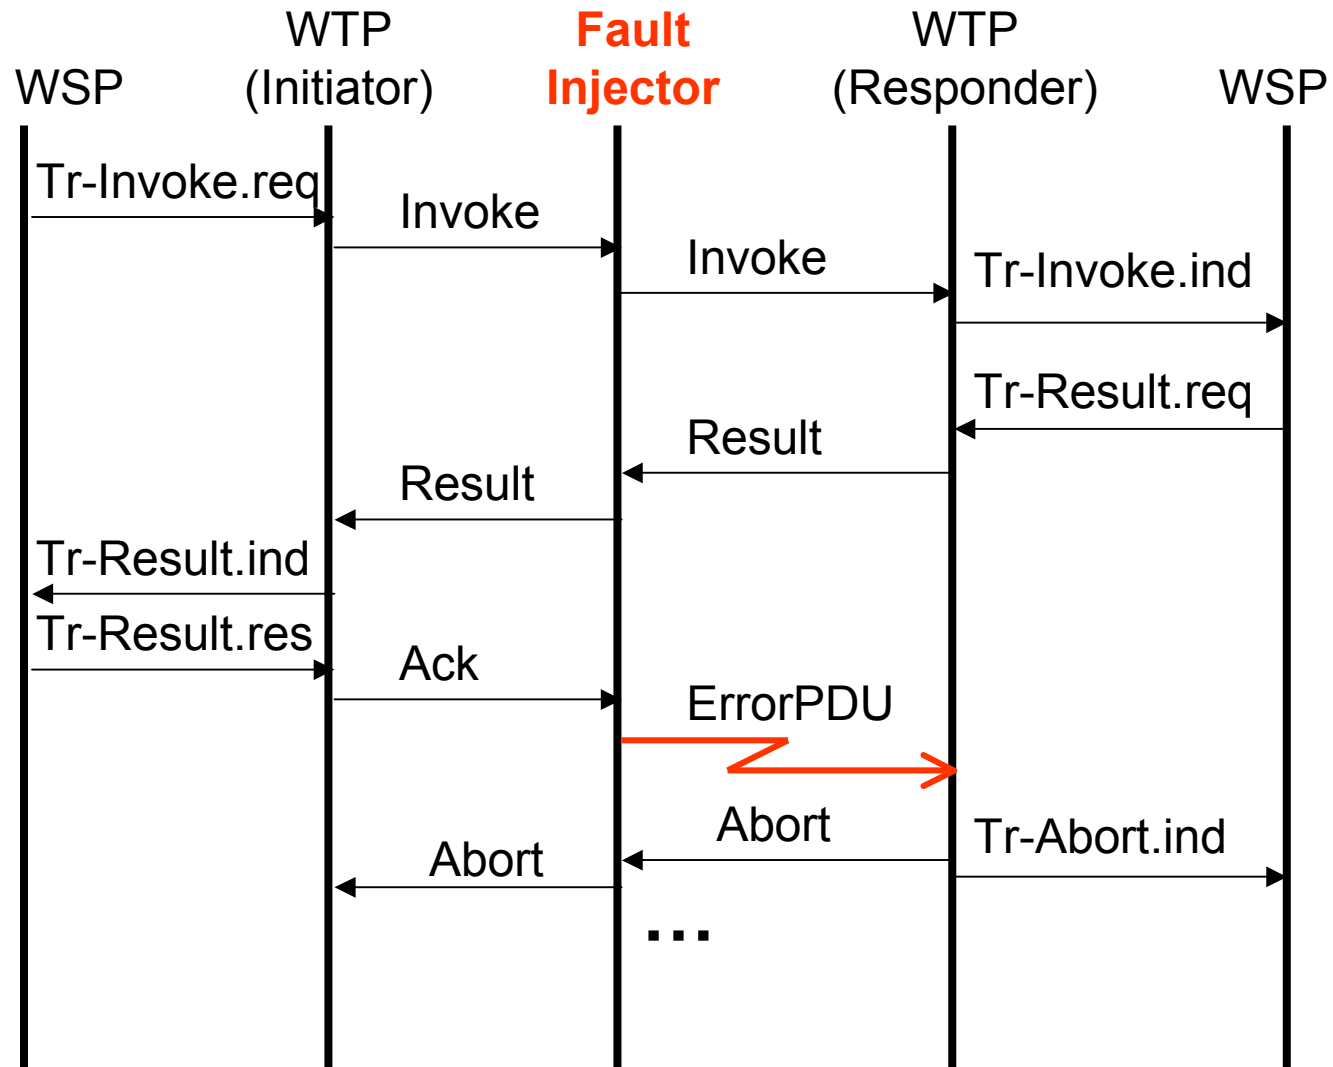 WTP
Fault
WTP
WSP
(Initiator)
Injector
(Responder)
WSP
Tr-Invoke.req
Invoke
Invoke
Tr-Invoke.ind
Tr-Result.req
Result
Result
Tr-Result.ind
Tr-Result.res
Ack
ErrorPDU
Abort
Tr-Abort.ind
Abort
...